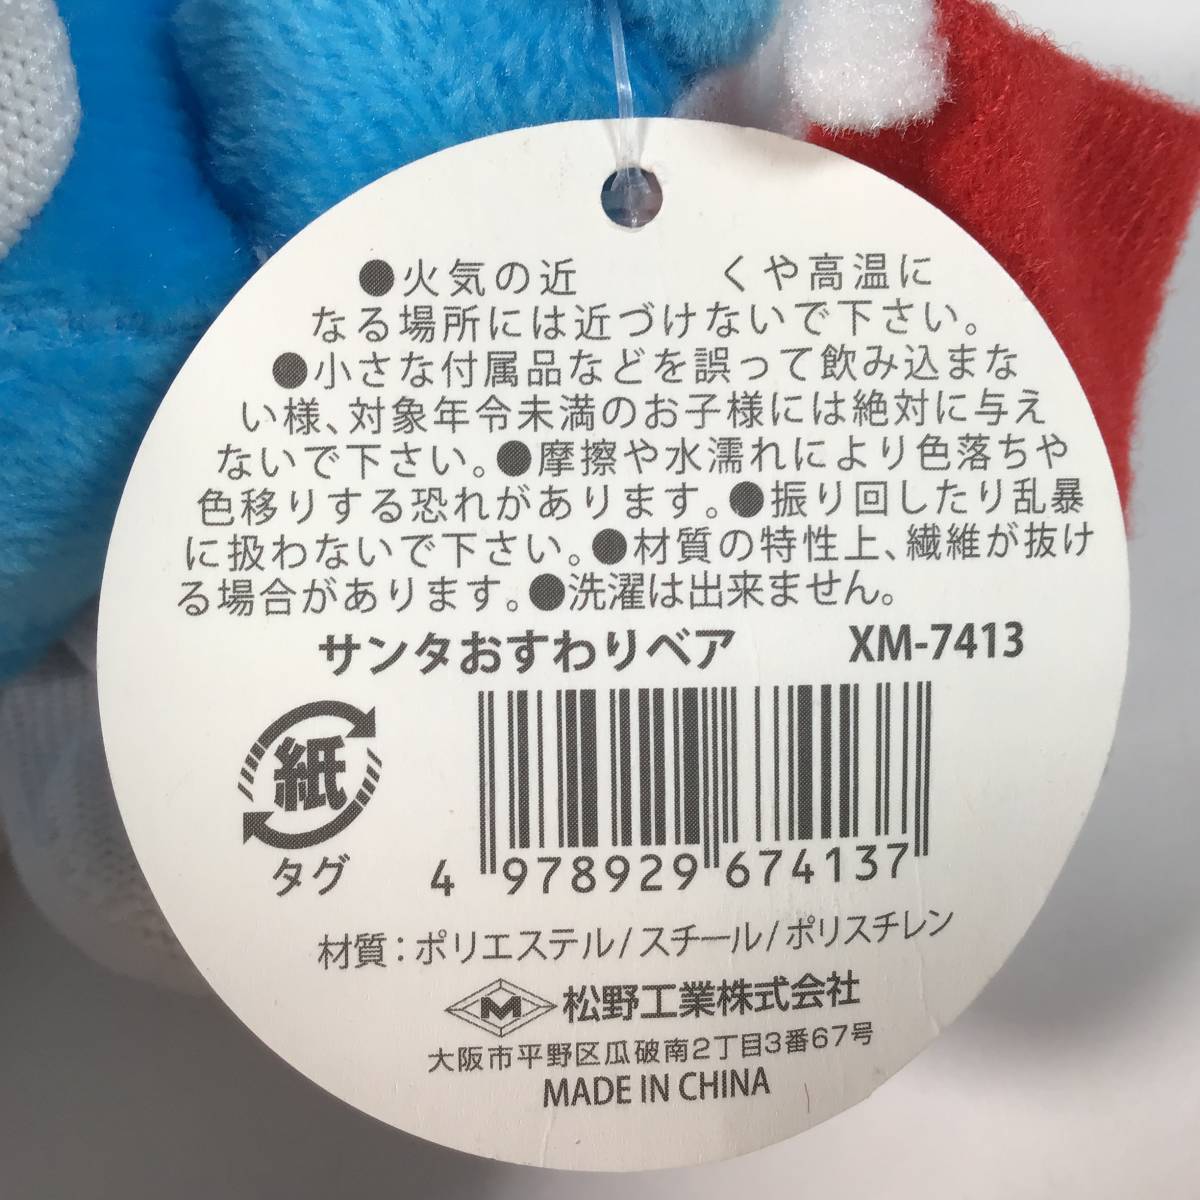 ●火気の近 くや高温に
なる場所には近づけないで下さい。
●小さな付属品などを誤って飲み込まな
い様、対象年令未満のお子様には絶対に与え
ないで下さい。●摩擦や水濡れにより色落ちや
色移りする恐れがあります。●振り回したり乱暴
に扱わないで下さい。●材質の特性上、繊維が抜け
る場合があります。●洗濯は出来ません。
サンタおすわりベア XM-7413
紙
タグ
4 978929 674137
材質:ポリエステル/スチール/ポリスチレン
M 松野工業株式会社
大阪市平野区瓜破南2丁目3番67号
MADE IN CHINA